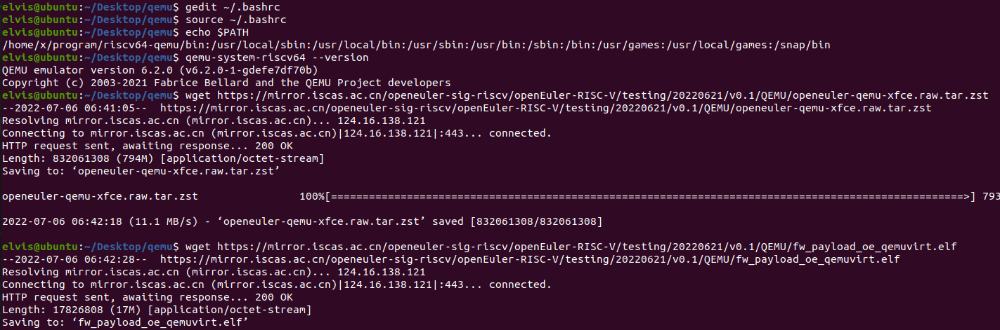 elvis@ubuntu:~/Desktop/qemu$ gedit ~/.bashrc
elvis@ubuntu:~/Desktop/qemu$ source ~/.bashrc
elvis@ubuntu:~/Desktop/qemu$ echo $PATH
/home/x/program/riscv64-qemu/bin:/usr/local/sbin:/usr/local/bin:/usr/sbin:/usr/bin:/sbin:/bin:/usr/games:/usr/local/games:/snap/bin
elvis@ubuntu:~/Desktop/qemu$ qemu-system-riscv64 --version
QEMU emulator version 6.2.0 (v6.2.0-1-gdefe7df70b)
Copyright (c) 2003-2021 Fabrice Bellard and the QEMU Project developers
elvis@ubuntu:~/Desktop/qemu$ wget https://mirror.iscas.ac.cn/openeuler-sig-riscv/openEuler-RISC-V/testing/20220621/v0.1/QEMU/openeuler-qemu-xfce.raw.tar.zst
--2022-07-06 06:41:05--  https://mirror.iscas.ac.cn/openeuler-sig-riscv/openEuler-RISC-V/testing/20220621/v0.1/QEMU/openeuler-qemu-xfce.raw.tar.zst
Resolving mirror.iscas.ac.cn (mirror.iscas.ac.cn)... 124.16.138.121
Connecting to mirror.iscas.ac.cn (mirror.iscas.ac.cn)|124.16.138.121|:443... connected.
HTTP request sent, awaiting response... 200 OK
Length: 832061308 (794M) [application/octet-stream]
Saving to: ‘openeuler-qemu-xfce.raw.tar.zst’
openeuler-qemu-xfce.raw.tar.zst 100%[====================================================================================================>] 793
2022-07-06 06:42:18 (11.1 MB/s) - ‘openeuler-qemu-xfce.raw.tar.zst’ saved [832061308/832061308]
elvis@ubuntu:~/Desktop/qemu$ wget https://mirror.iscas.ac.cn/openeuler-sig-riscv/openEuler-RISC-V/testing/20220621/v0.1/QEMU/fw_payload_oe_qemuvirt.elf
--2022-07-06 06:42:28--  https://mirror.iscas.ac.cn/openeuler-sig-riscv/openEuler-RISC-V/testing/20220621/v0.1/QEMU/fw_payload_oe_qemuvirt.elf
Resolving mirror.iscas.ac.cn (mirror.iscas.ac.cn)... 124.16.138.121
Connecting to mirror.iscas.ac.cn (mirror.iscas.ac.cn)|124.16.138.121|:443... connected.
HTTP request sent, awaiting response... 200 OK
Length: 17826808 (17M) [application/octet-stream]
Saving to: ‘fw_payload_oe_qemuvirt.elf’